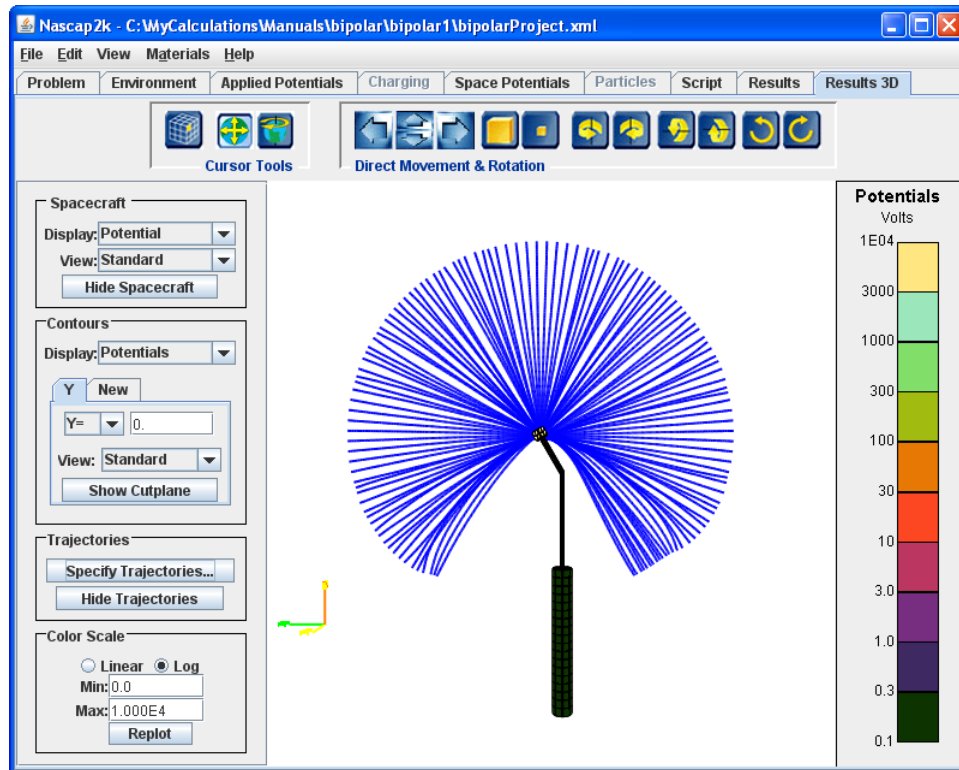 Nascap2k - C:\MyCalculations\Manuals\bipolar\bipolar1\bipolarProject.xml
File Edit View Materials Help
Problem Environment Applied Potentials Charging Space Potentials Particles Script Results Results 3D
Cursor Tools Direct Movement & Rotation
Spacecraft
Display: Potential
View: Standard
Hide Spacecraft
Contours
Display: Potentials
Y New
Y= 0.
View: Standard
Show Cutplane
Trajectories
Specify Trajectories...
Hide Trajectories
Color Scale
Linear Log
Min: 0.0
Max: 1.000E4
Replot
Potentials
Volts
1E04
3000
1000
300
100
30
10
3.0
1.0
0.3
0.1